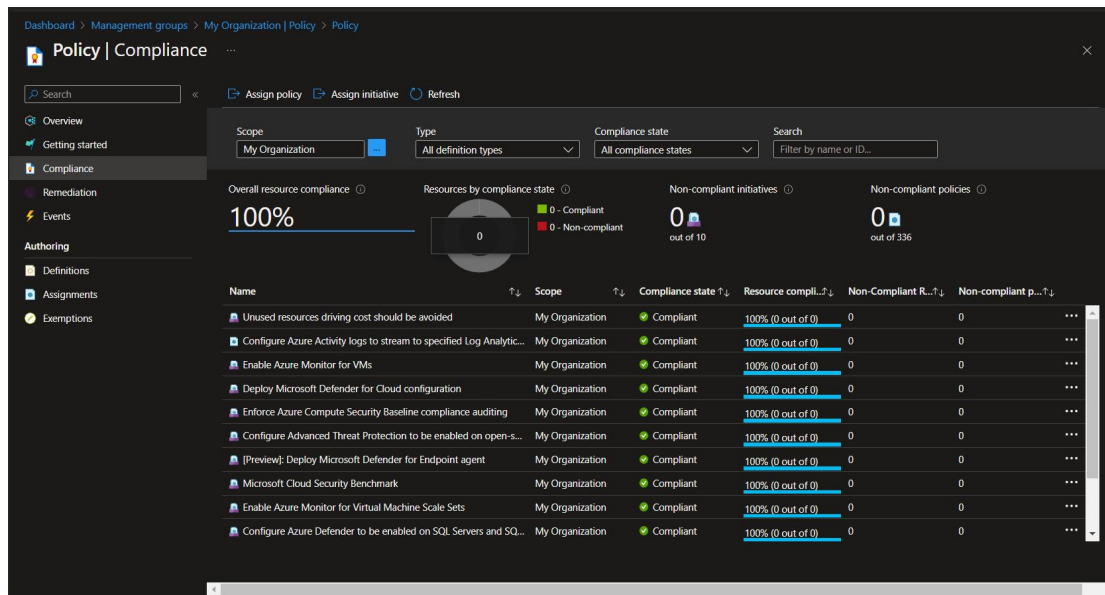 Dashboard > Management groups > My Organization | Policy > Policy
Policy | Compliance ...
Search «
Assign policy Assign initiative Refresh
Overview
Getting started
Compliance
Remediation
Events
Authoring
Definitions
Assignments
Exemptions
Scope Type Compliance state Search
My Organization ... All definition types All compliance states Filter by name or ID...
Overall resource compliance Resources by compliance state Non-compliant initiatives Non-compliant policies
100% 0 0 - Compliant 0 0
0 - Non-compliant out of 10 out of 336
Name Scope Compliance state Resource compli... Non-Compliant R... Non-compliant p...
Unused resources driving cost should be avoided My Organization Compliant 100% (0 out of 0) 0 0 ...
Configure Azure Activity logs to stream to specified Log Analytic... My Organization Compliant 100% (0 out of 0) 0 0 ...
Enable Azure Monitor for VMs My Organization Compliant 100% (0 out of 0) 0 0 ...
Deploy Microsoft Defender for Cloud configuration My Organization Compliant 100% (0 out of 0) 0 0 ...
Enforce Azure Compute Security Baseline compliance auditing My Organization Compliant 100% (0 out of 0) 0 0 ...
Configure Advanced Threat Protection to be enabled on open-s... My Organization Compliant 100% (0 out of 0) 0 0 ...
[Preview]: Deploy Microsoft Defender for Endpoint agent My Organization Compliant 100% (0 out of 0) 0 0 ...
Microsoft Cloud Security Benchmark My Organization Compliant 100% (0 out of 0) 0 0 ...
Enable Azure Monitor for Virtual Machine Scale Sets My Organization Compliant 100% (0 out of 0) 0 0 ...
Configure Azure Defender to be enabled on SQL Servers and SQ... My Organization Compliant 100% (0 out of 0) 0 0 ...